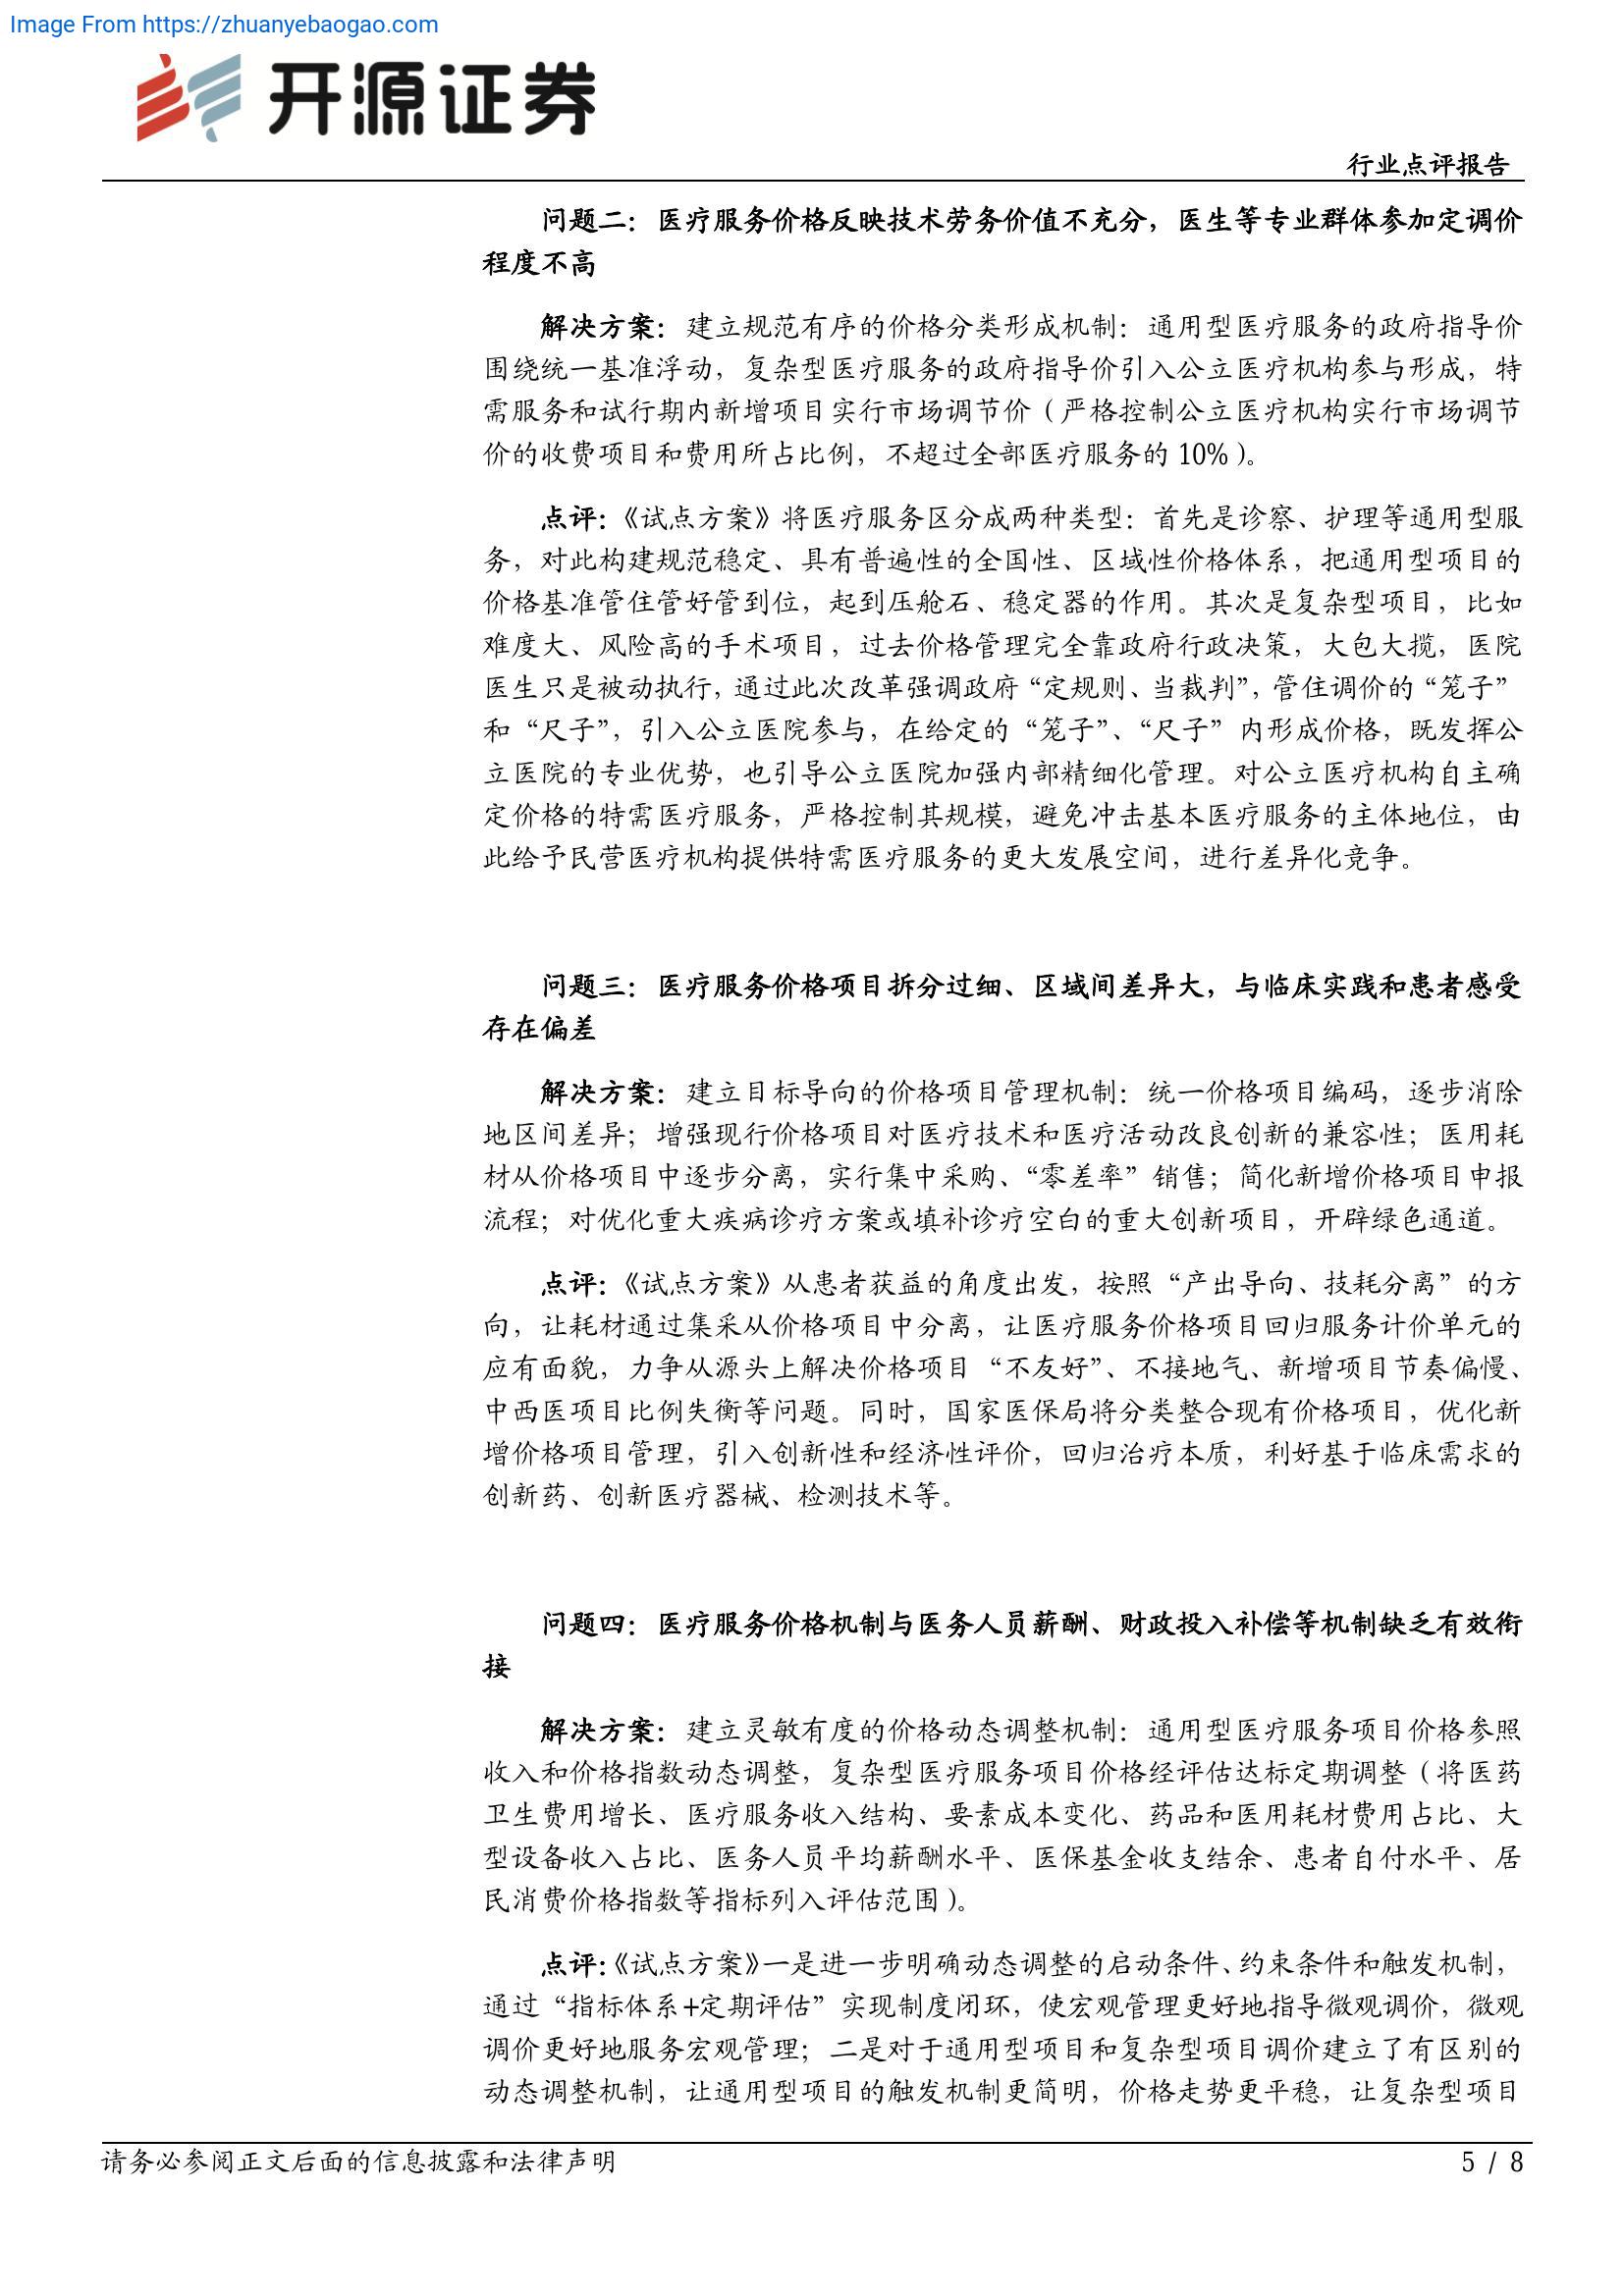 Image From https://zhuanyebaogao.com
开源证券
行业点评报告
问题二：医疗服务价格反映技术劳务价值不充分，医生等专业群体参加定调价
程度不高
解决方案：建立规范有序的价格分类形成机制：通用型医疗服务的政府指导价
围绕统一基准浮动，复杂型医疗服务的政府指导价引入公立医疗机构参与形成，特
需服务和试行期内新增项目实行市场调节价（严格控制公立医疗机构实行市场调节
价的收费项目和费用所占比例，不超过全部医疗服务的 10%）。
点评：《试点方案》将医疗服务区分成两种类型：首先是诊察、护理等通用型服
务，对此构建规范稳定、具有普遍性的全国性、区域性价格体系，把通用型项目的
价格基准管住管好管到位，起到压舱石、稳定器的作用。其次是复杂型项目，比如
难度大、风险高的手术项目，过去价格管理完全靠政府行政决策，大包大揽，医院
医生只是被动执行，通过此次改革强调政府“定规则、当裁判”，管住调价的“笼子”
和“尺子”，引入公立医院参与，在给定的“笼子”、“尺子”内形成价格，既发挥公
立医院的专业优势，也引导公立医院加强内部精细化管理。对公立医疗机构自主确
定价格的特需医疗服务，严格控制其规模，避免冲击基本医疗服务的主体地位，由
此给予民营医疗机构提供特需医疗服务的更大发展空间，进行差异化竞争。
问题三：医疗服务价格项目拆分过细、区域间差异大，与临床实践和患者感受
存在偏差
解决方案：建立目标导向的价格项目管理机制：统一价格项目编码，逐步消除
地区间差异；增强现行价格项目对医疗技术和医疗活动改良创新的兼容性；医用耗
材从价格项目中逐步分离，实行集中采购、“零差率”销售；简化新增价格项目申报
流程；对优化重大疾病诊疗方案或填补诊疗空白的重大创新项目，开辟绿色通道。
点评：《试点方案》从患者获益的角度出发，按照“产出导向、技耗分离”的方
向，让耗材通过集采从价格项目中分离，让医疗服务价格项目回归服务计价单元的
应有面貌，力争从源头上解决价格项目“不友好”、不接地气、新增项目节奏偏慢、
中西医项目比例失衡等问题。同时，国家医保局将分类整合现有价格项目，优化新
增价格项目管理，引入创新性和经济性评价，回归治疗本质，利好基于临床需求的
创新药、创新医疗器械、检测技术等。
问题四：医疗服务价格机制与医务人员薪酬、财政投入补偿等机制缺乏有效衔
接
解决方案：建立灵敏有度的价格动态调整机制：通用型医疗服务项目价格参照
收入和价格指数动态调整，复杂型医疗服务项目价格经评估达标定期调整（将医药
卫生费用增长、医疗服务收入结构、要素成本变化、药品和医用耗材费用占比、大
型设备收入占比、医务人员平均薪酬水平、医保基金收支结余、患者自付水平、居
民消费价格指数等指标列入评估范围）。
点评：《试点方案》一是进一步明确动态调整的启动条件、约束条件和触发机制，
通过“指标体系+定期评估”实现制度闭环，使宏观管理更好地指导微观调价，微观
调价更好地服务宏观管理；二是对于通用型项目和复杂型项目调价建立了有区别的
动态调整机制，让通用型项目的触发机制更简明，价格走势更平稳，让复杂型项目
请务必参阅正文后面的信息披露和法律声明
5 / 8